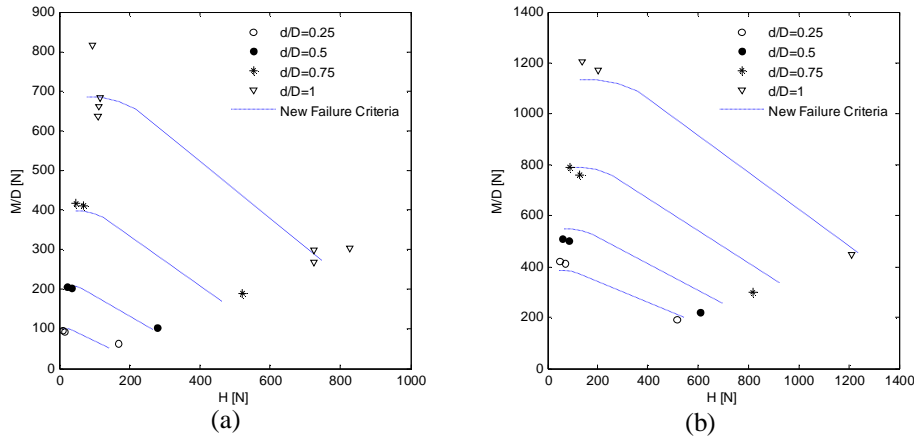 900
800
700
600
500
400
300
200
100
0
M/D [N]
d/D=0.25
d/D=0.5
d/D=0.75
d/D=1
New Failure Criteria
0 200 400 600 800 1000
H [N]
(a)
1400
1200
1000
800
600
400
200
0
M/D [N]
d/D=0.25
d/D=0.5
d/D=0.75
d/D=1
New Failure Criteria
0 200 400 600 800 1000 1200 1400
H [N]
(b)